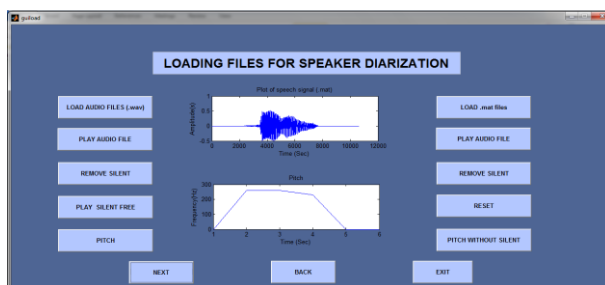 guiload
LOADING FILES FOR SPEAKER DIARIZATION
LOAD AUDIO FILES (.wav)
PLAY AUDIO FILE
REMOVE SILENT
PLAY SILENT FREE
PITCH
Plot of speech signal (.mat)
Amplitude(s)
1
0.5
0
-0.5
0 2000 4000 6000 8000 10000 12000
Time (Sec)
Pitch
Frequency(Hz)
300
200
100
0
1 2 3 4 5 6
Time (Sec)
LOAD .mat files
PLAY AUDIO FILE
REMOVE SILENT
RESET
PITCH WITHOUT SILENT
NEXT BACK EXIT